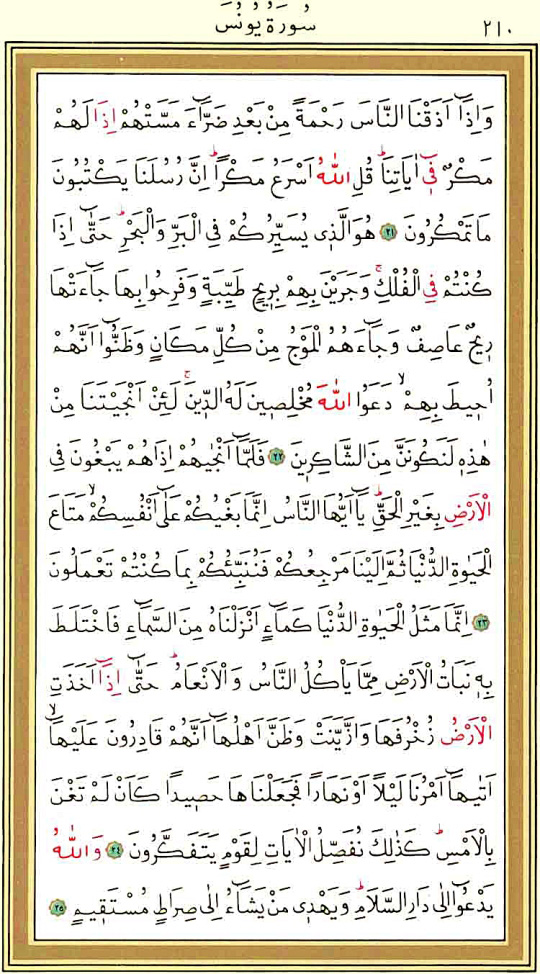 سُورَةُ يُونُسَ ٢١٠
وَاِذَٓا اَذَقْنَا النَّاسَ رَحْمَةً مِنْ بَعْدِ ضَرَّٓاءَ مَسَّتْهُمْ اِذَا لَهُمْ
مَكْرٌ ف۪ٓي اٰيَاتِنَاۜ قُلِ اللّٰهُ اَسْرَعُ مَكْراًۜ اِنَّ رُسُلَنَا يَكْتُبُونَ
مَا تَمْكُرُونَ ٢١ هُوَ الَّذ۪ي يُسَيِّرُكُمْ فِي الْبَرِّ وَالْبَحْرِۜ حَتّٰٓى اِذَا
كُنْتُمْ فِي الْفُلْكِۚ وَجَرَيْنَ بِهِمْ بِر۪يحٍ طَيِّبَةٍ وَفَرِحُوا بِهَا جَٓاءَتْهَا
ر۪يحٌ عَاصِفٌ وَجَٓاءَهُمُ الْمَوْجُ مِنْ كُلِّ مَكَانٍ وَظَنُّٓوا اَنَّهُمْ
اُح۪يطَ بِهِمْۙ دَعَوُا اللّٰهَ مُخْلِص۪ينَ لَهُ الدّ۪ينَۚ لَئِنْ اَنْجَيْتَنَا مِنْ
هٰذِه۪ لَنَكُونَنَّ مِنَ الشَّاكِر۪ينَ ٢٢ فَلَمَّٓا اَنْجٰيهُمْ اِذَا هُمْ يَبْغُونَ فِي
الْاَرْضِ بِغَيْرِ الْحَقِّۜ يَٓا اَيُّهَا النَّاسُ اِنَّمَا بَغْيُكُمْ عَلٰٓى اَنْفُسِكُمْۙ مَتَاعَ
الْحَيٰوةِ الدُّنْيَا ثُمَّ اِلَيْنَا مَرْجِعُكُمْ فَنُنَبِّئُكُمْ بِمَا كُنْتُمْ تَعْمَلُونَ
٢٣ اِنَّمَا مَثَلُ الْحَيٰوةِ الدُّنْيَا كَمَٓاءٍ اَنْزَلْنَاهُ مِنَ السَّمَٓاءِ فَاخْتَلَطَ
بِه۪ نَبَاتُ الْاَرْضِ مِمَّا يَأْكُلُ النَّاسُ وَالْاَنْعَامُۜ حَتّٰٓى اِذَٓا اَخَذَتِ
الْاَرْضُ زُخْرُفَهَا وَازَّيَّنَتْ وَظَنَّ اَهْلُهَٓا اَنَّهُمْ قَادِرُونَ عَلَيْهَٓاۙ
اَتٰيهَٓا اَمْرُنَا لَيْلاً اَوْ نَهَاراً فَجَعَلْنَاهَا حَص۪يداً كَاَنْ لَمْ تَغْنَ
بِالْاَمْسِۜ كَذٰلِكَ نُفَصِّلُ الْاٰيَاتِ لِقَوْمٍ يَتَفَكَّرُونَ ٢٤ وَاللّٰهُ
يَدْعُٓوا اِلٰى دَارِ السَّلَامِۜ وَيَهْد۪ي مَنْ يَشَٓاءُ اِلٰى صِرَاطٍ مُسْتَق۪يمٍ ٢٥